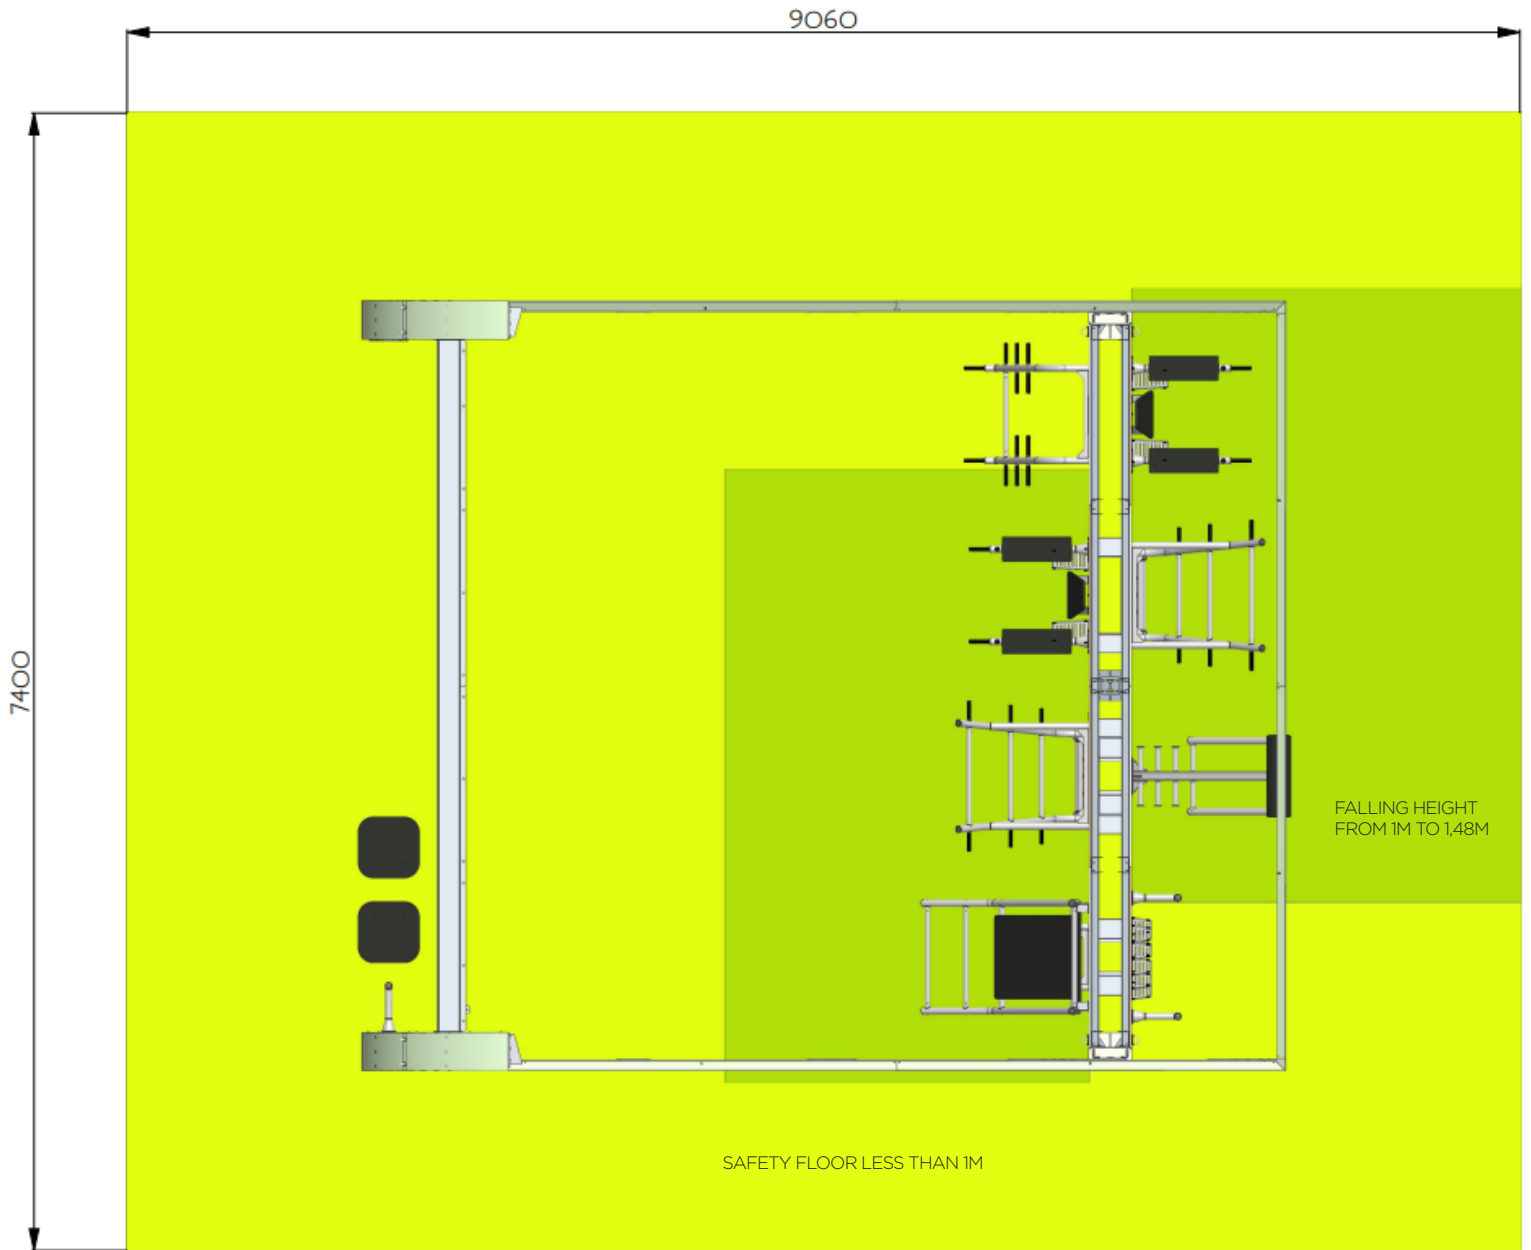 9060
7400
FALLING HEIGHT
FROM 1M TO 1,48M
SAFETY FLOOR LESS THAN 1M